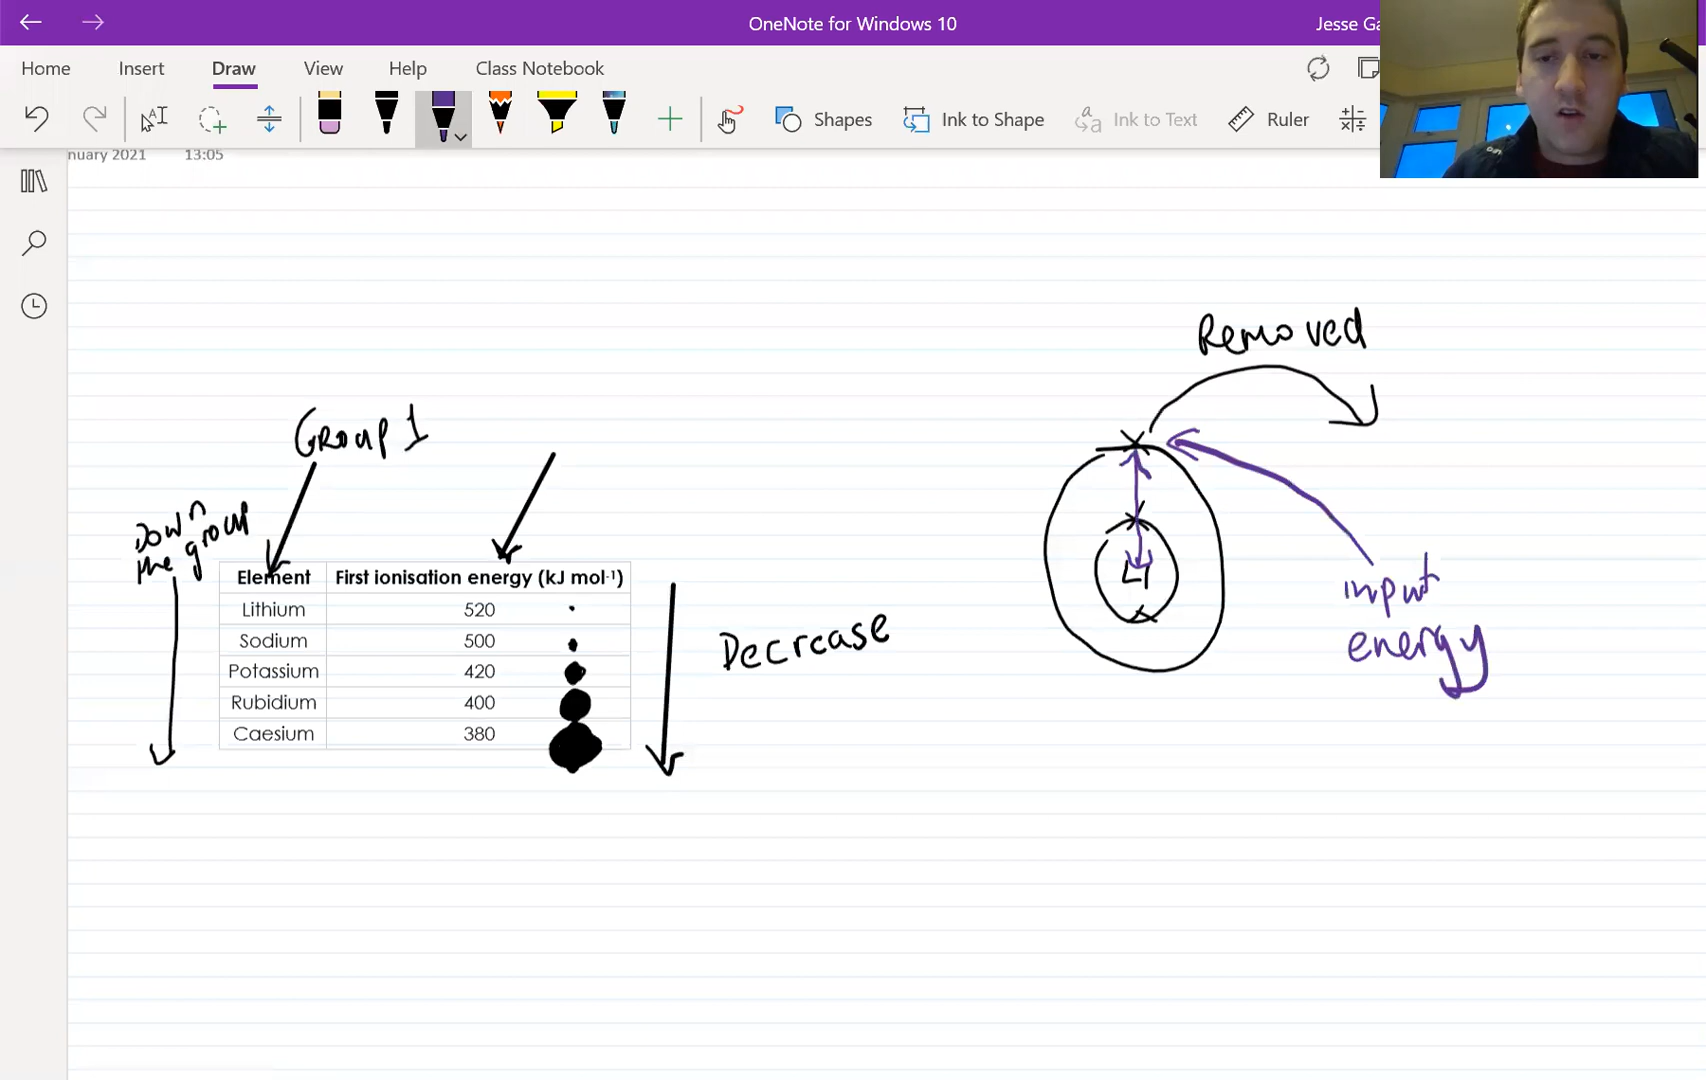 OneNote for Windows 10
Jesse Ga
Home Insert Draw View Help Class Notebook
Shapes Ink to Shape Ink to Text Ruler
nuary 2021 13:05
Removed
Group 1
Down
the group
Element First ionisation energy (kJ mol-1)
Lithium 520
Sodium 500
Potassium 420
Rubidium 400
Caesium 380
Decrease
Li
input
energy